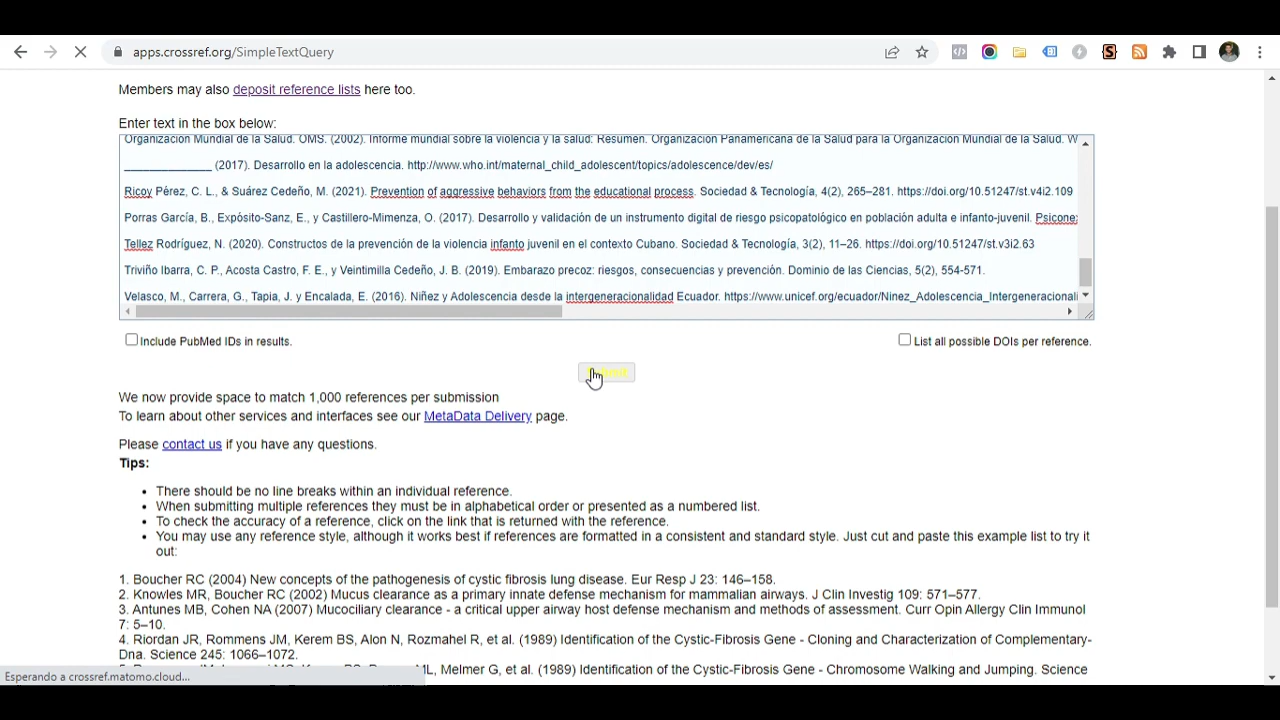 apps.crossref.org/SimpleTextQuery
Members may also deposit reference lists here too.
Enter text in the box below:
Organización Mundial de la Salud. OMS. (2002). Informe mundial sobre la violencia y la salud: Resumen. Organización Panamericana de la Salud para la Organización Mundial de la Salud. W
_______________ (2017). Desarrollo en la adolescencia. http://www.who.int/maternal_child_adolescent/topics/adolescence/dev/es/
Ricoy Pérez, C. L., & Suárez Cedeño, M. (2021). Prevention of aggressive behaviors from the educational process. Sociedad & Tecnología, 4(2), 265–281. https://doi.org/10.51247/st.v4i2.109
Porras García, B., Expósito-Sanz, E., y Castillero-Mimenza, O. (2017). Desarrollo y validación de un instrumento digital de riesgo psicopatológico en población adulta e infanto-juvenil. Psicone
Tellez Rodríguez, N. (2020). Constructos de la prevención de la violencia infanto juvenil en el contexto Cubano. Sociedad & Tecnología, 3(2), 11–26. https://doi.org/10.51247/st.v3i2.63
Triviño Ibarra, C. P., Acosta Castro, F. E., y Veintimilla Cedeño, J. B. (2019). Embarazo precoz: riesgos, consecuencias y prevención. Dominio de las Ciencias, 5(2), 554-571.
Velasco, M., Carrera, G., Tapia, J. y Encalada, E. (2016). Niñez y Adolescencia desde la intergeneracionalidad Ecuador. https://www.unicef.org/ecuador/Ninez_Adolescencia_Intergeneracionali
Include PubMed IDs in results.
List all possible DOIs per reference.
We now provide space to match 1,000 references per submission
To learn about other services and interfaces see our MetaData Delivery page.
Please contact us if you have any questions.
Tips:
• There should be no line breaks within an individual reference.
• When submitting multiple references they must be in alphabetical order or presented as a numbered list.
• To check the accuracy of a reference, click on the link that is returned with the reference.
• You may use any reference style, although it works best if references are formatted in a consistent and standard style. Just cut and paste this example list to try it
out:
1. Boucher RC (2004) New concepts of the pathogenesis of cystic fibrosis lung disease. Eur Resp J 23: 146–158.
2. Knowles MR, Boucher RC (2002) Mucus clearance as a primary innate defense mechanism for mammalian airways. J Clin Investig 109: 571–577.
3. Antunes MB, Cohen NA (2007) Mucociliary clearance - a critical upper airway host defense mechanism and methods of assessment. Curr Opin Allergy Clin Immunol
7: 5–10.
4. Riordan JR, Rommens JM, Kerem BS, Alon N, Rozmahel R, et al. (1989) Identification of the Cystic-Fibrosis Gene - Cloning and Characterization of Complementary-
Dna. Science 245: 1066–1072.
ML, Melmer G, et al. (1989) Identification of the Cystic-Fibrosis Gene - Chromosome Walking and Jumping. Science
Esperando a crossref.matomo.cloud...